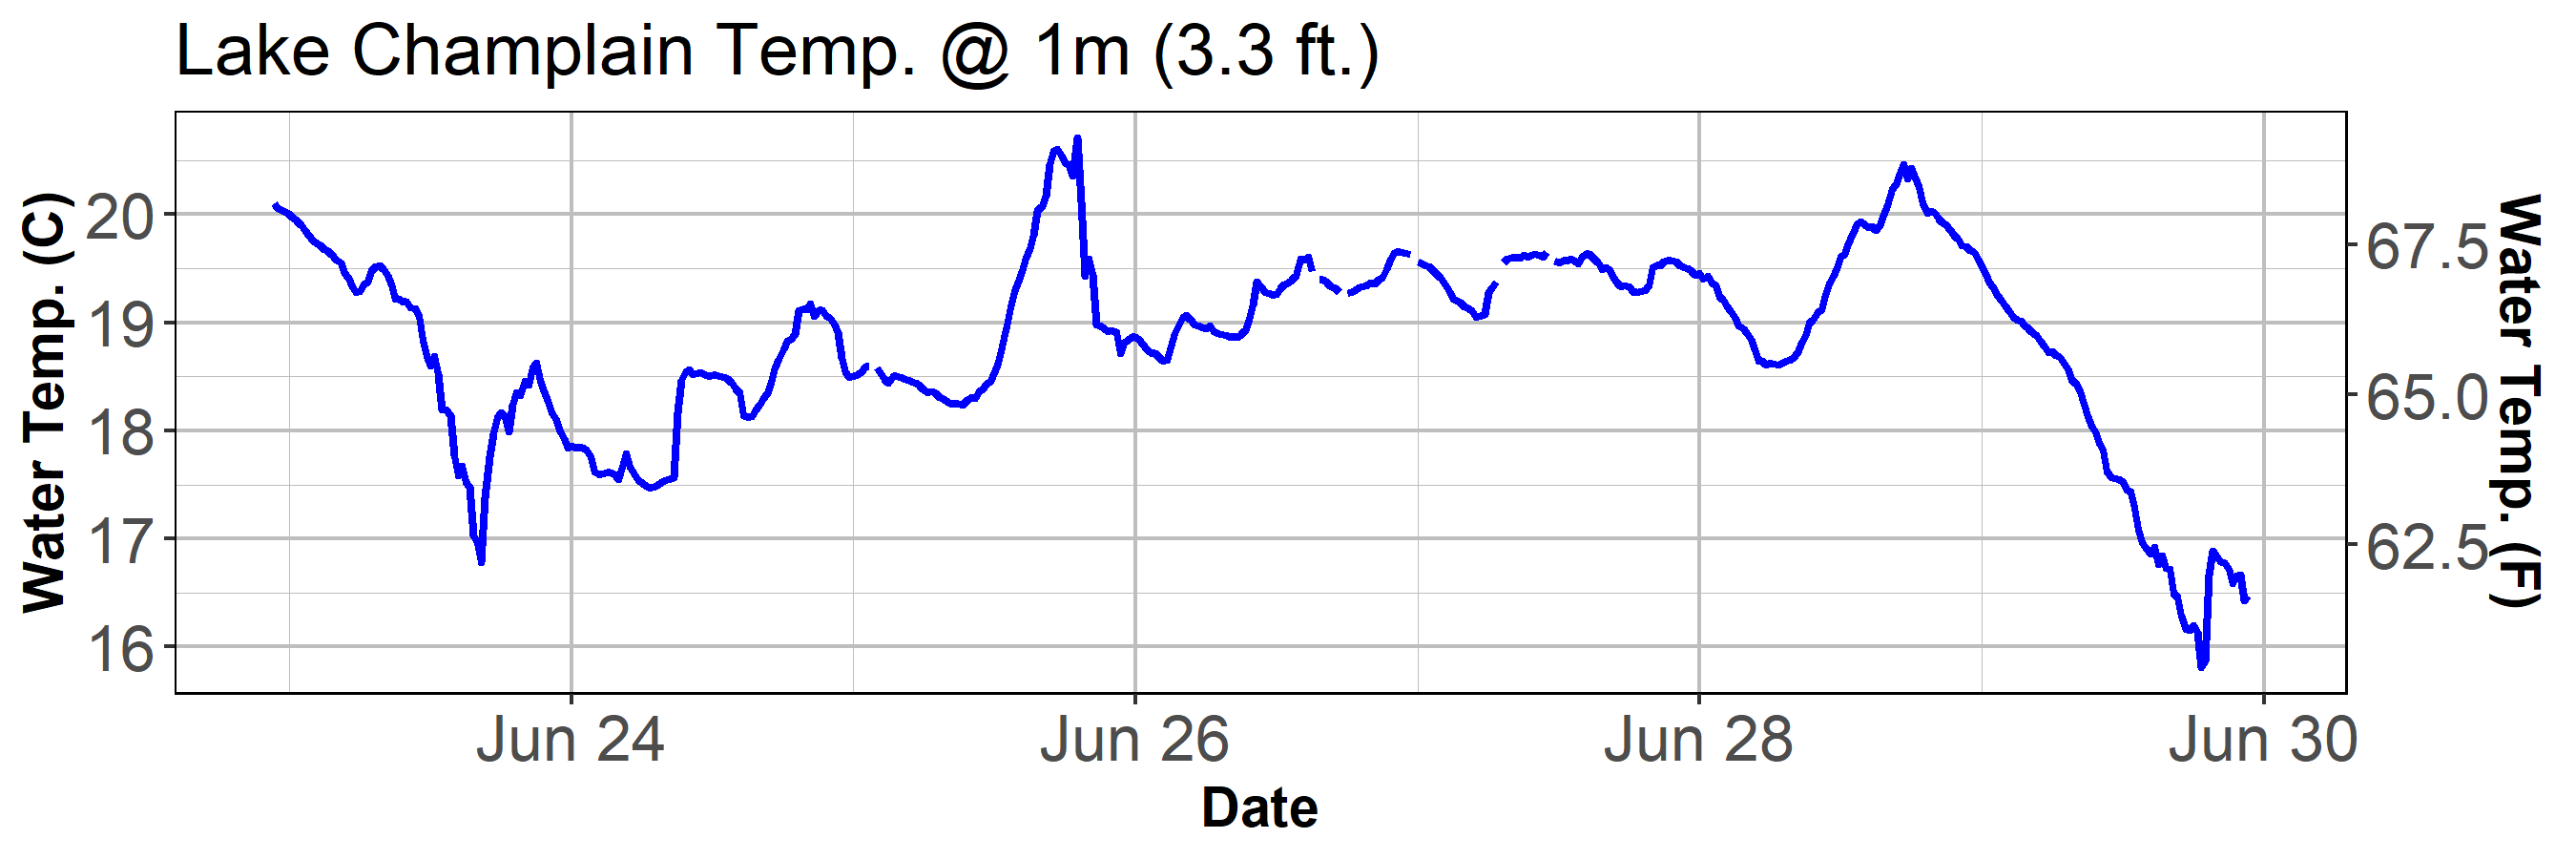 Lake Champlain Temp. @ 1m (3.3 ft.)
Water Temp. (C)
20
19
18
17
16
67.5
65.0
62.5
Water Temp. (F)
Jun 24 Jun 26 Jun 28 Jun 30
Date